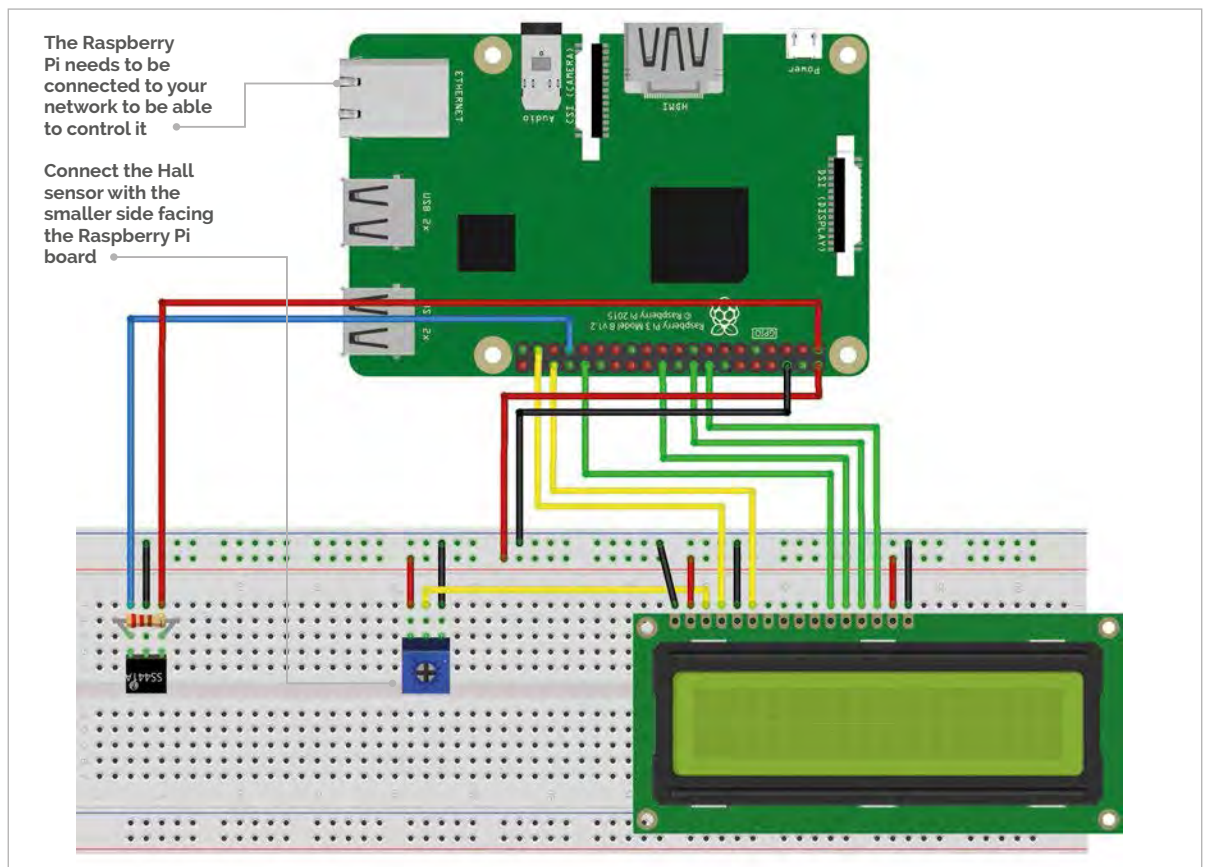 The Raspberry
Pi needs to be
connected to your
network to be able
to control it
Connect the Hall
sensor with the
smaller side facing
the Raspberry Pi
board
ETHERNET
Audio
CSI (CAMERA)
HDMI
Power
DSI (DISPLAY)
USB 2x
Raspberry Pi 3 Model B v1.2
© Raspberry Pi 2015
GPIO
SS441A